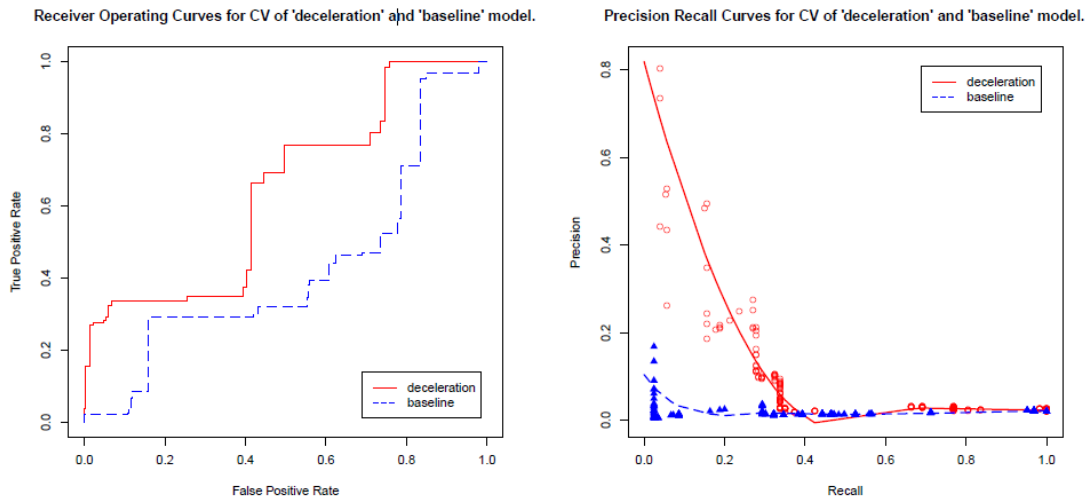 Receiver Operating Curves for CV of 'deceleration' and 'baseline' model.
True Positive Rate
1.0
0.8
0.6
0.4
0.2
0.0
deceleration
baseline
0.0 0.2 0.4 0.6 0.8 1.0
False Positive Rate
Precision Recall Curves for CV of 'deceleration' and 'baseline' model.
Precision
0.8
0.6
0.4
0.2
0.0
deceleration
baseline
0.0 0.2 0.4 0.6 0.8 1.0
Recall